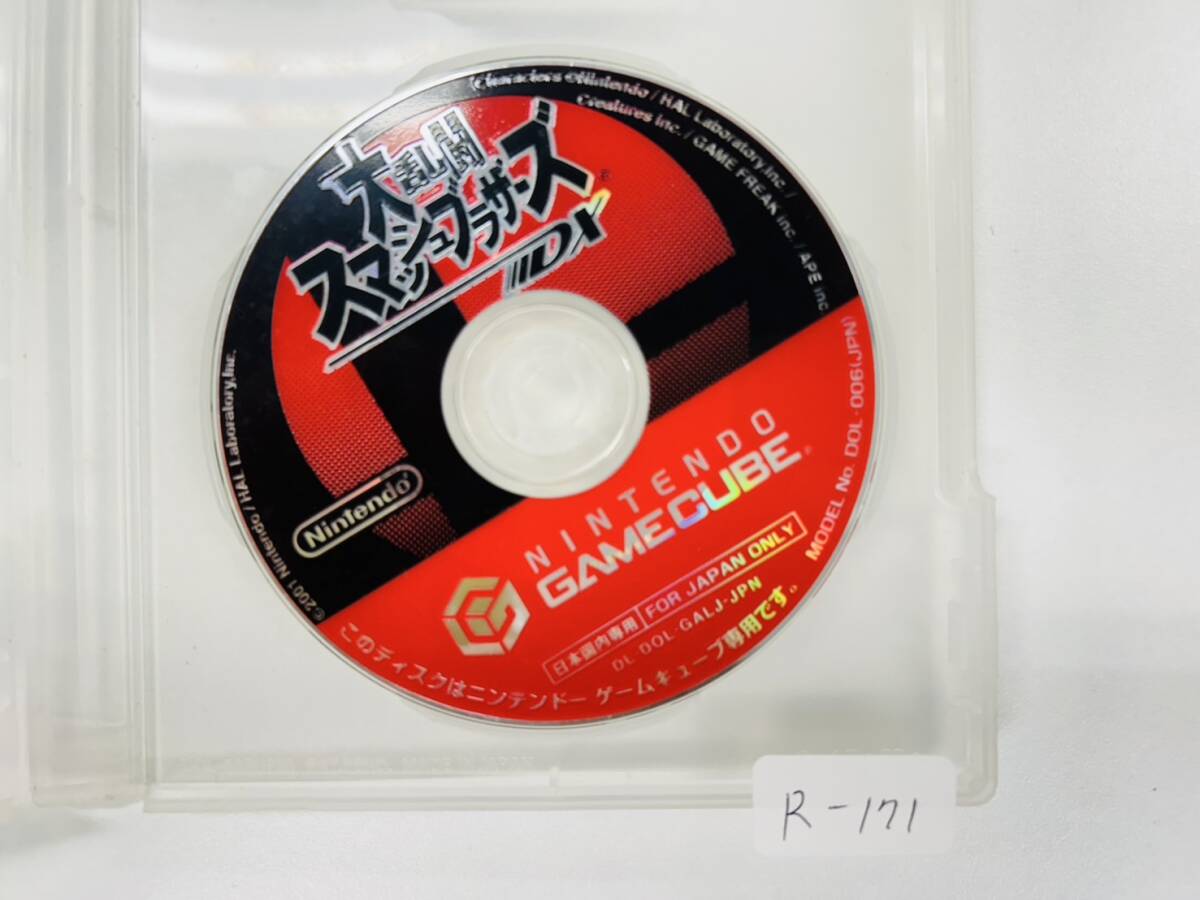 (Characters ©Nintendo / HAL Laboratory,Inc. /
Creatures inc. / GAME FREAK inc. / APE inc.
大乱闘
スマッシュブラザーズ
DX
Nintendo
©2001 Nintendo / HAL Laboratory,Inc.
NINTENDO
GAMECUBE
日本国内専用 FOR JAPAN ONLY
DL-DOL-GALJ-JPN
MODEL No. DOL-006(JPN)
このディスクはニンテンドー ゲームキューブ専用です。
R-171